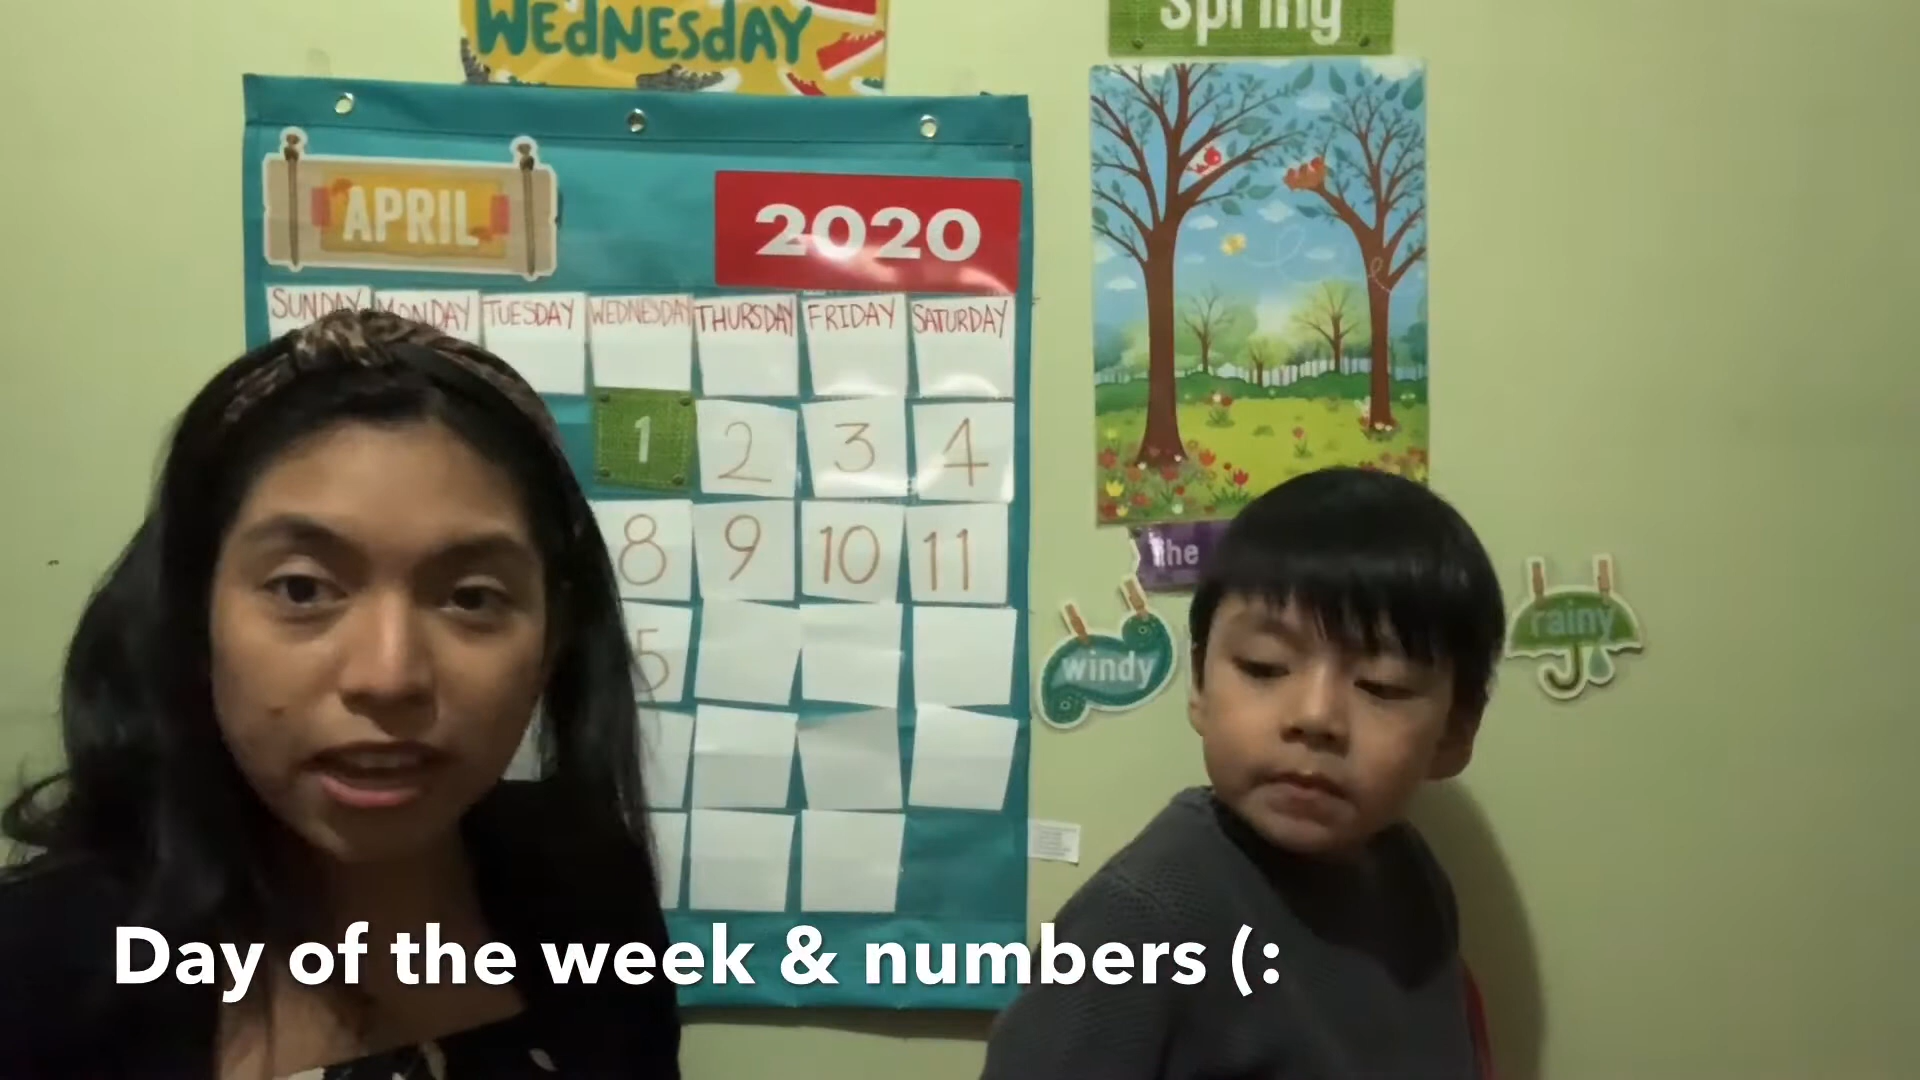 WEdNESdAY
Spring
APRIL
2020
SUNDAY MONDAY TUESDAY WEDNESDAY THURSDAY FRIDAY SATURDAY
1 2 3 4
8 9 10 11
5
the
windy
rainy
Day of the week & numbers (: